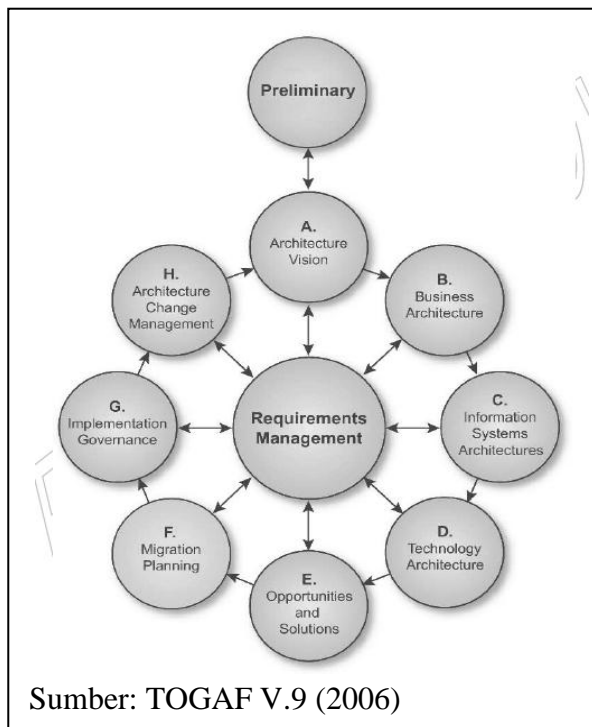 Preliminary
A.
Architecture
Vision
B.
Business
Architecture
C.
Information
Systems
Architectures
D.
Technology
Architecture
E.
Opportunities
and
Solutions
F.
Migration
Planning
G.
Implementation
Governance
H.
Architecture
Change
Management
Requirements
Management
Sumber: TOGAF V.9 (2006)